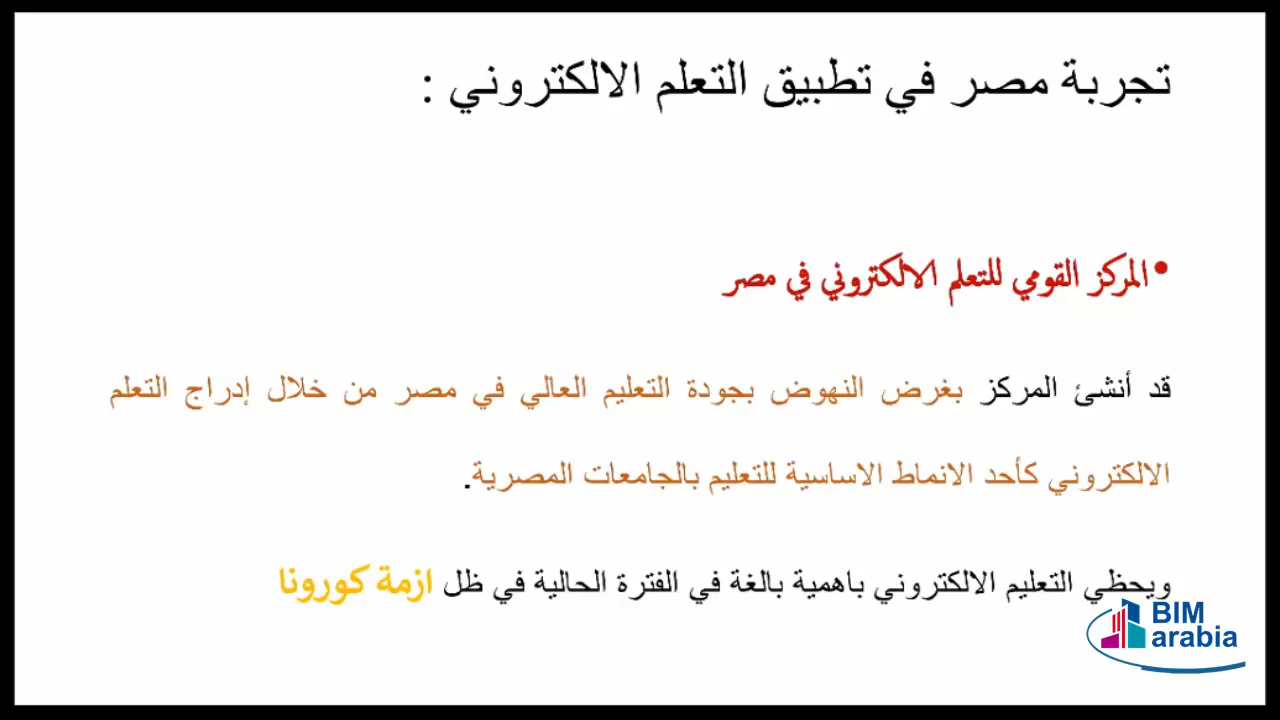 تجربة مصر في تطبيق التعلم الالكتروني :
•المركز القومي للتعلم الالكتروني في مصر
قد أنشئ المركز بغرض النهوض بجودة التعليم العالي في مصر من خلال إدراج التعلم
الالكتروني كأحد الانماط الاساسية للتعليم بالجامعات المصرية.
ويحظي التعليم الالكتروني باهمية بالغة في الفترة الحالية في ظل ازمة كورونا
BIM
arabia